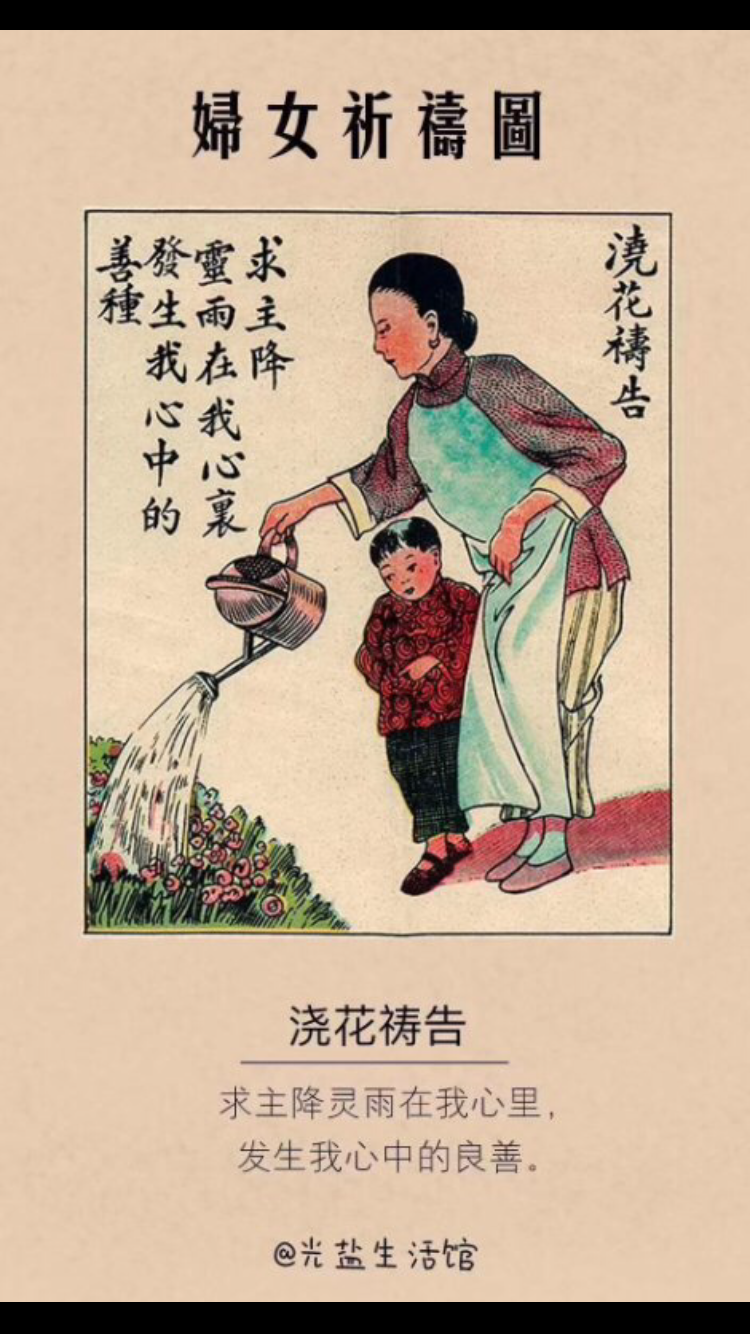 婦女祈禱圖
澆花禱告
求主降
靈雨在我心裏
發生我心中的
善種
浇花祷告
求主降灵雨在我心里，
发生我心中的良善。
@光盐生活馆